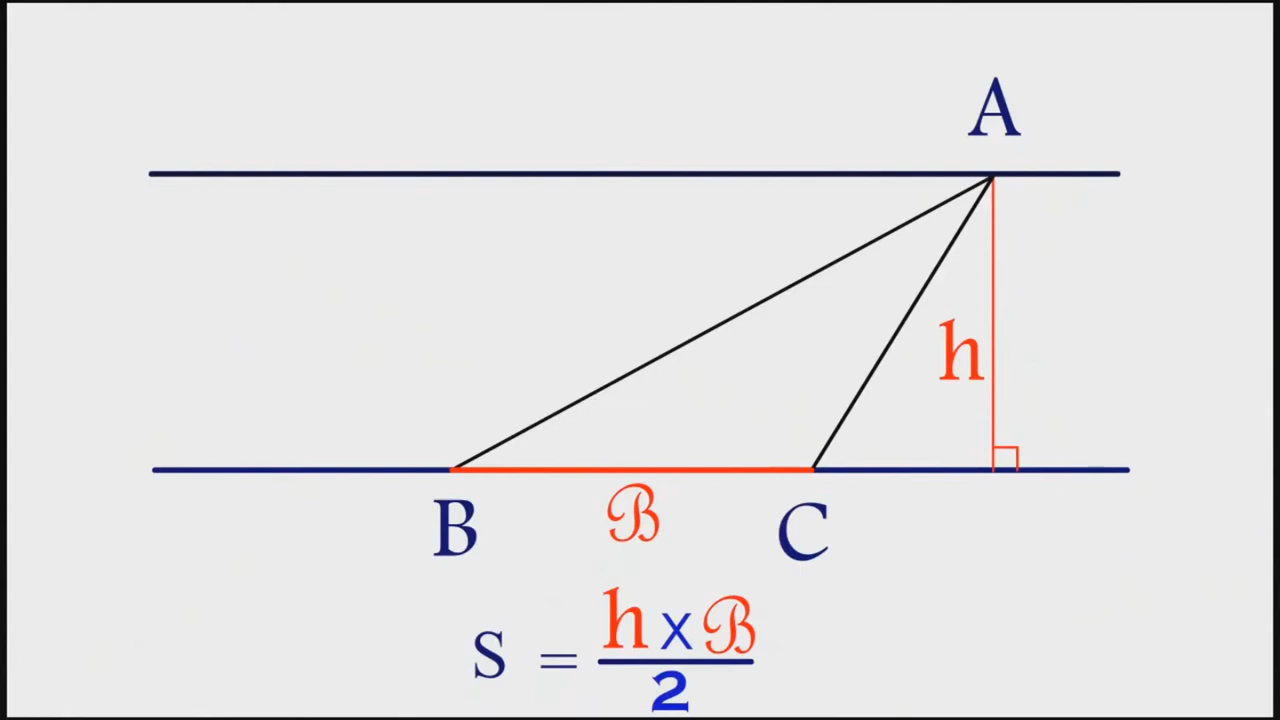 A
h
B ℬ C
S = h x ℬ / 2